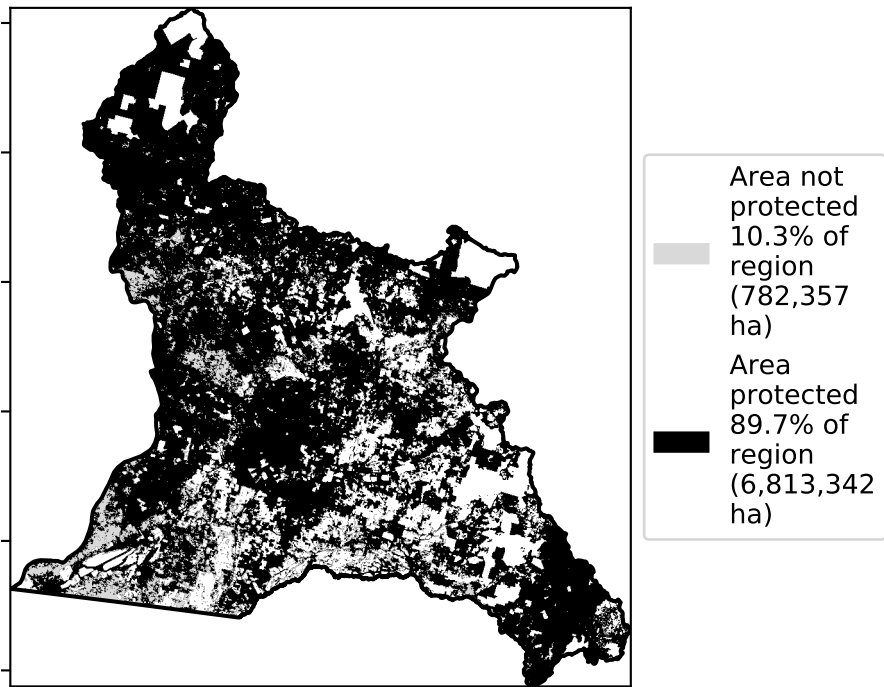 Area not
protected
10.3% of
region
(782,357
ha)
Area
protected
89.7% of
region
(6,813,342
ha)